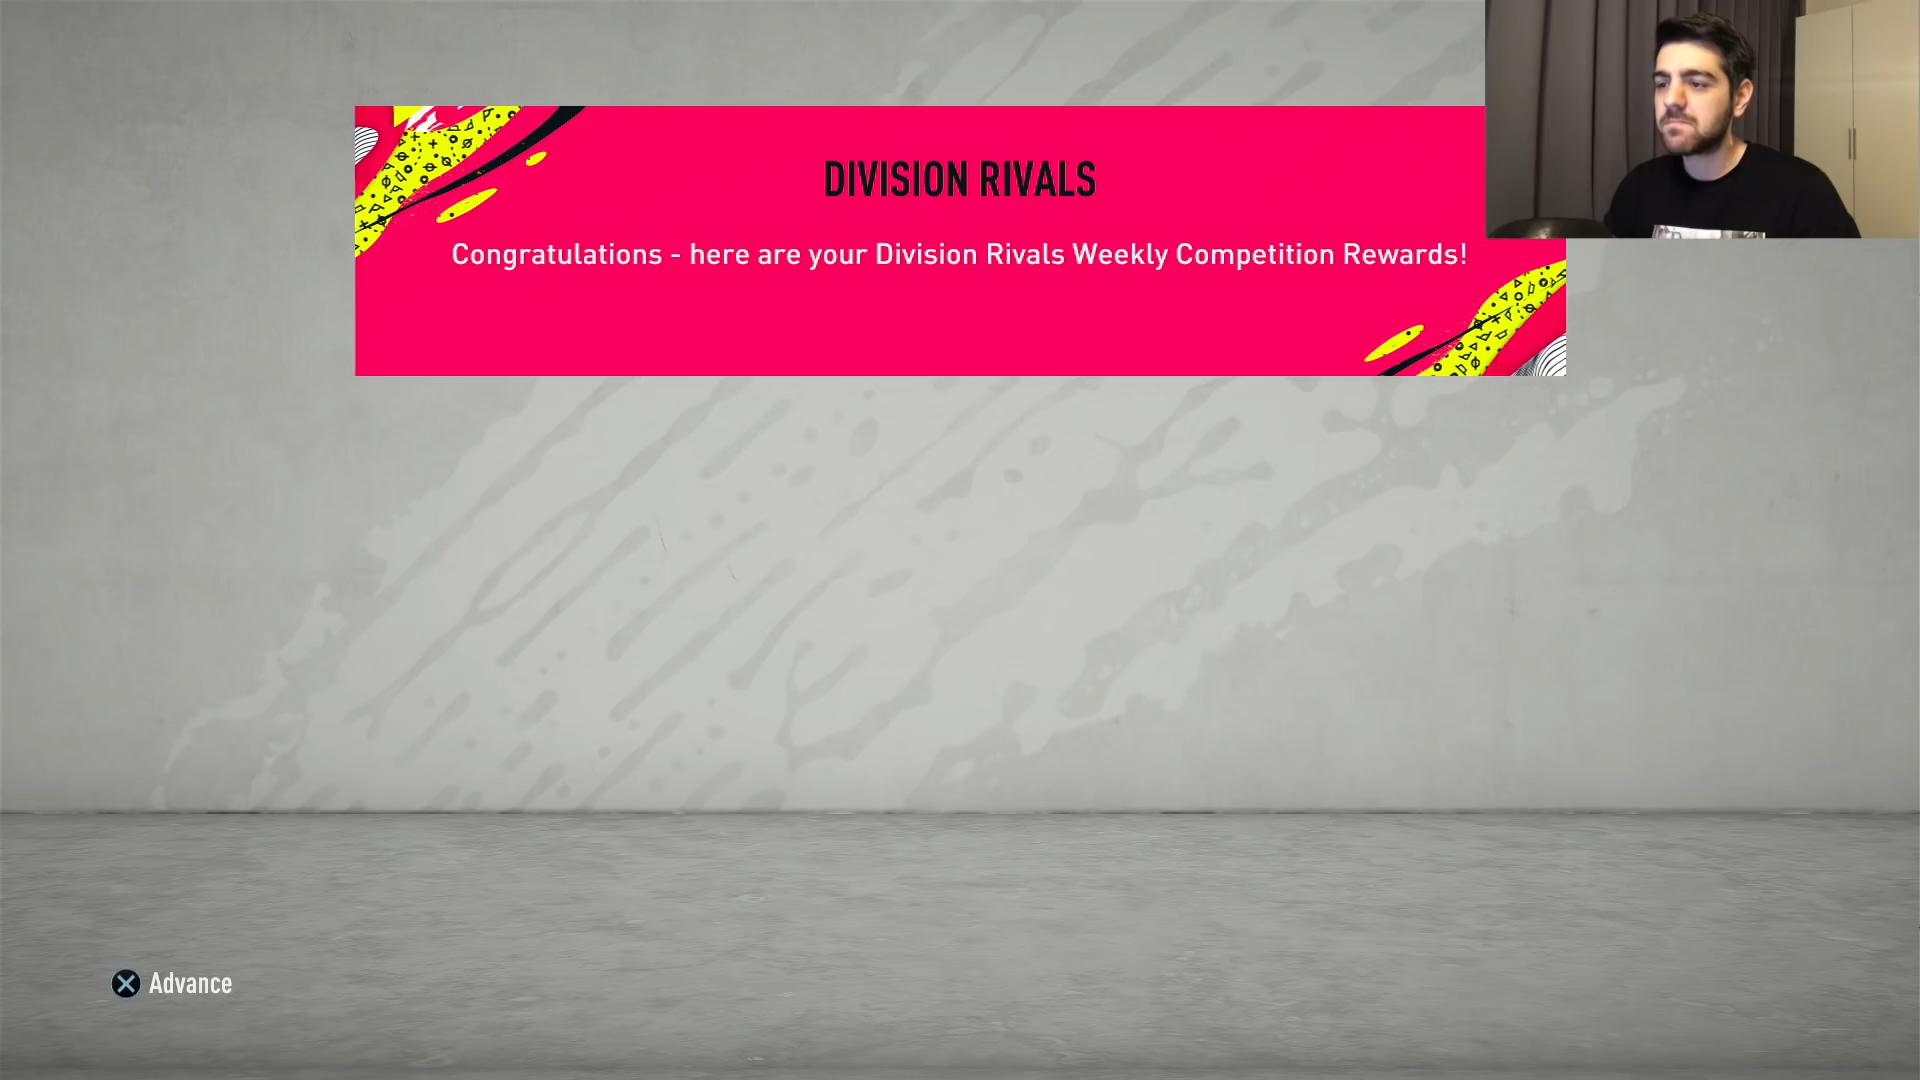 DIVISION RIVALS
Congratulations - here are your Division Rivals Weekly Competition Rewards!
Advance